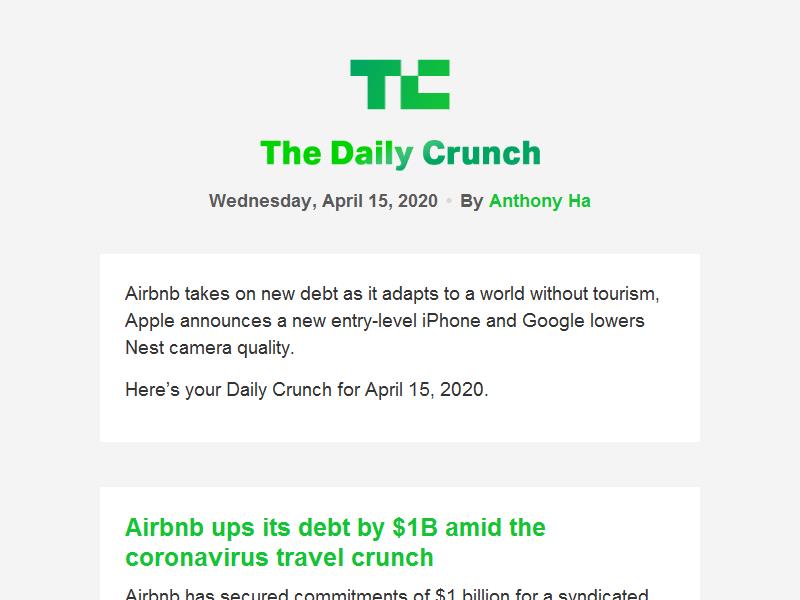 TC
The Daily Crunch
Wednesday, April 15, 2020 • By Anthony Ha
Airbnb takes on new debt as it adapts to a world without tourism,
Apple announces a new entry-level iPhone and Google lowers
Nest camera quality.
Here’s your Daily Crunch for April 15, 2020.
Airbnb ups its debt by $1B amid the
coronavirus travel crunch
Airbnb has secured commitments of $1 billion for a syndicated